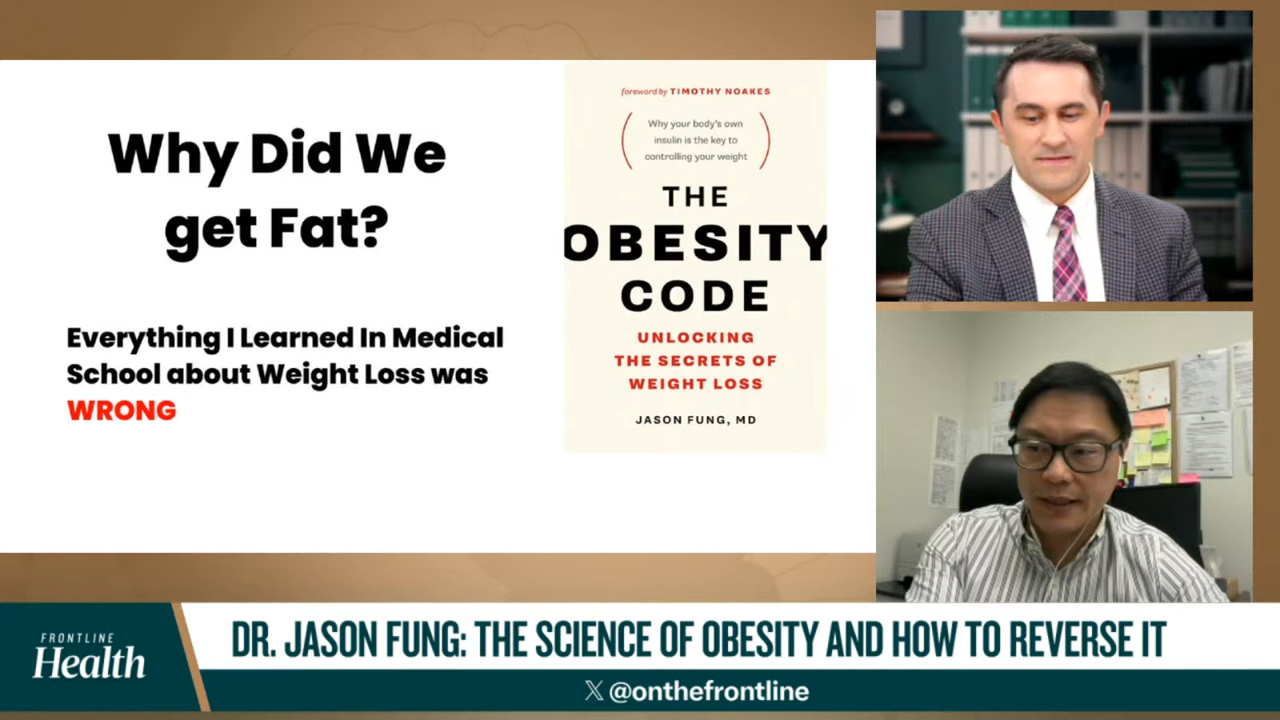 Why Did We
get Fat?
Everything I Learned In Medical
School about Weight Loss was
WRONG
foreword by TIMOTHY NOAKES
Why your body's own
insulin is the key to
controlling your weight
THE
OBESITY
CODE
UNLOCKING
THE SECRETS OF
WEIGHT LOSS
JASON FUNG, MD
FRONTLINE
Health
DR. JASON FUNG: THE SCIENCE OF OBESITY AND HOW TO REVERSE IT
𝕏 @onthefrontline